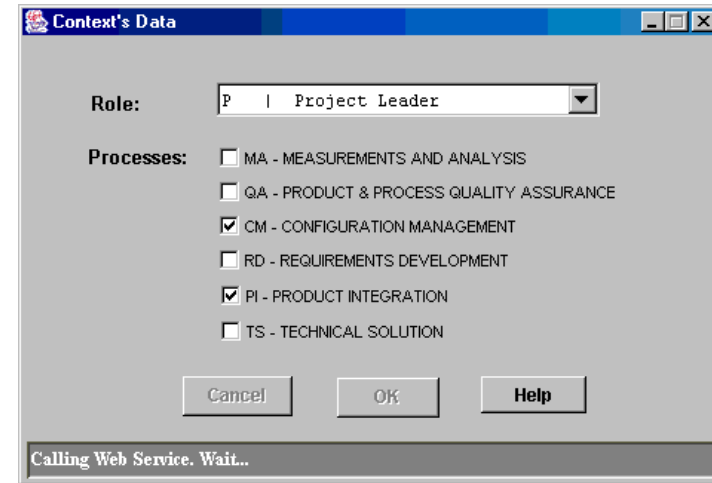 Context's Data
Role: P | Project Leader
Processes: MA - MEASUREMENTS AND ANALYSIS
QA - PRODUCT & PROCESS QUALITY ASSURANCE
CM - CONFIGURATION MANAGEMENT
RD - REQUIREMENTS DEVELOPMENT
PI - PRODUCT INTEGRATION
TS - TECHNICAL SOLUTION
Cancel OK Help
Calling Web Service. Wait...